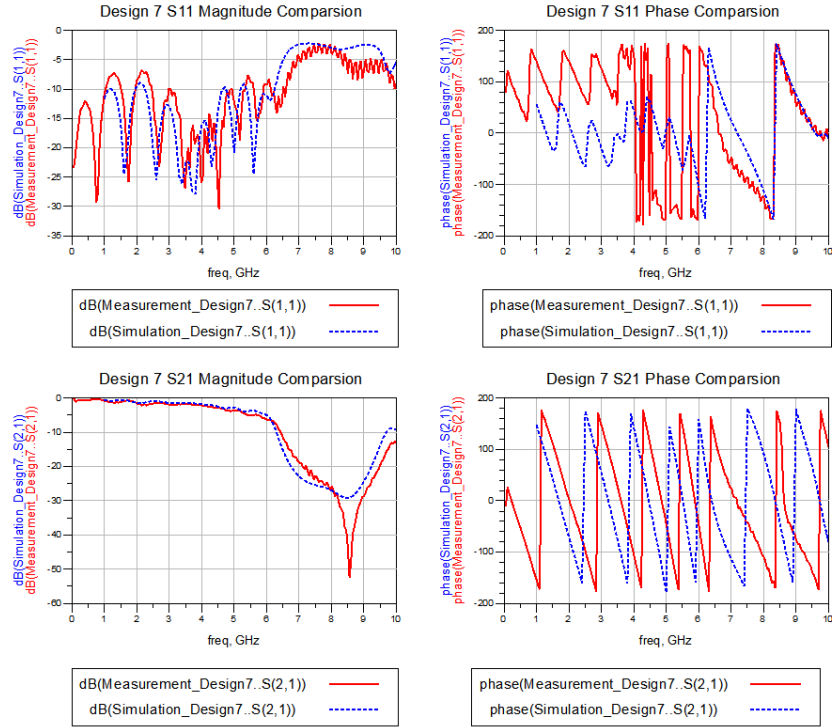 Design 7 S11 Magnitude Comparsion
dB(Simulation_Design7..S(1,1))
dB(Measurement_Design7..S(1,1))
0
-5
-10
-15
-20
-25
-30
-35
0 1 2 3 4 5 6 7 8 9 10
freq, GHz
dB(Measurement_Design7..S(1,1))
dB(Simulation_Design7..S(1,1))
Design 7 S11 Phase Comparsion
phase(Simulation_Design7..S(1,1))
phase(Measurement_Design7..S(1,1))
200
100
0
-100
-200
0 1 2 3 4 5 6 7 8 9 10
freq, GHz
phase(Measurement_Design7..S(1,1))
phase(Simulation_Design7..S(1,1))
Design 7 S21 Magnitude Comparsion
dB(Simulation_Design7..S(2,1))
dB(Measurement_Design7..S(2,1))
0
-10
-20
-30
-40
-50
-60
0 1 2 3 4 5 6 7 8 9 10
freq, GHz
dB(Measurement_Design7..S(2,1))
dB(Simulation_Design7..S(2,1))
Design 7 S21 Phase Comparsion
phase(Simulation_Design7..S(2,1))
phase(Measurement_Design7..S(2,1))
200
100
0
-100
-200
0 1 2 3 4 5 6 7 8 9 10
freq, GHz
phase(Measurement_Design7..S(2,1))
phase(Simulation_Design7..S(2,1))